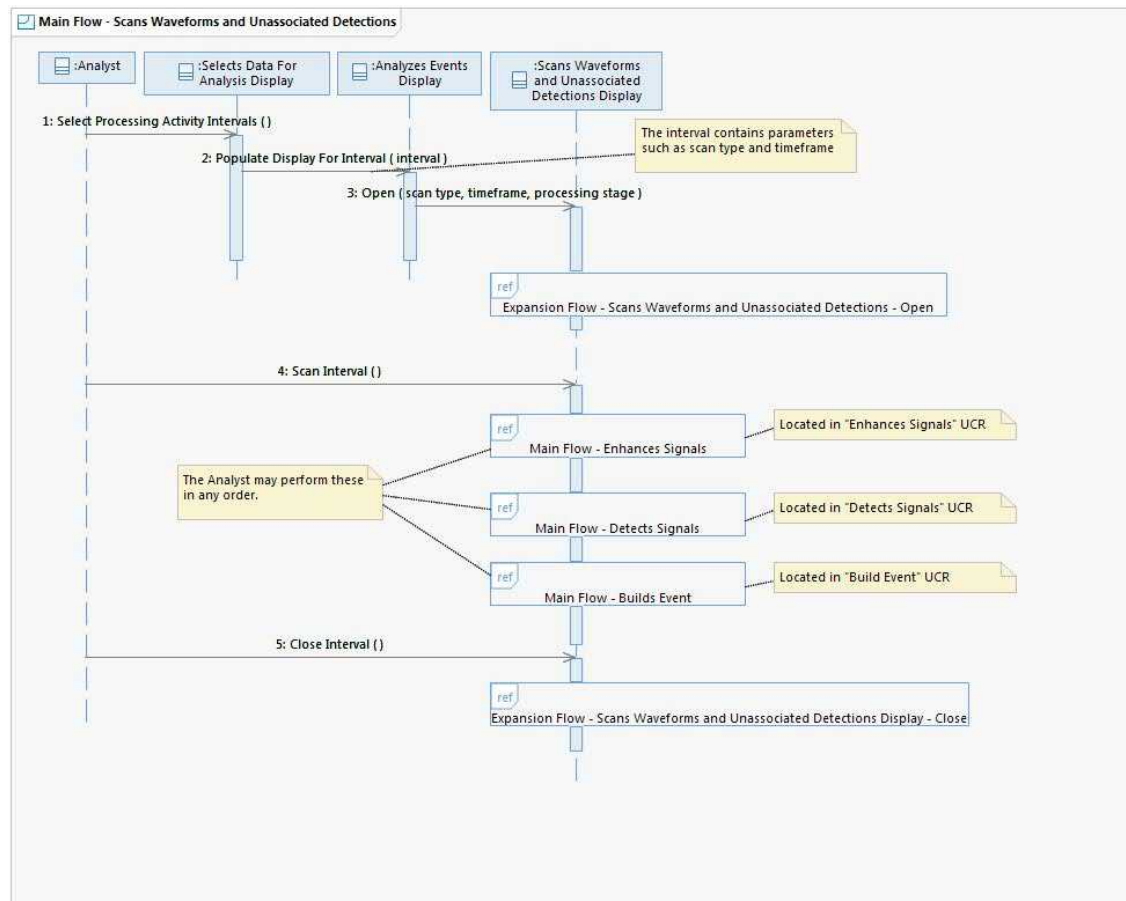 Main Flow - Scans Waveforms and Unassociated Detections
:Analyst
:Selects Data For
Analysis Display
:Analyzes Events
Display
:Scans Waveforms
and Unassociated
Detections Display
1: Select Processing Activity Intervals ( )
The interval contains parameters
such as scan type and timeframe
2: Populate Display For Interval ( interval )
3: Open ( scan type, timeframe, processing stage )
ref
Expansion Flow - Scans Waveforms and Unassociated Detections - Open
4: Scan Interval ( )
ref
Main Flow - Enhances Signals
Located in "Enhances Signals" UCR
The Analyst may perform these
in any order.
ref
Main Flow - Detects Signals
Located in "Detects Signals" UCR
ref
Main Flow - Builds Event
Located in "Build Event" UCR
5: Close Interval ( )
ref
Expansion Flow - Scans Waveforms and Unassociated Detections Display - Close